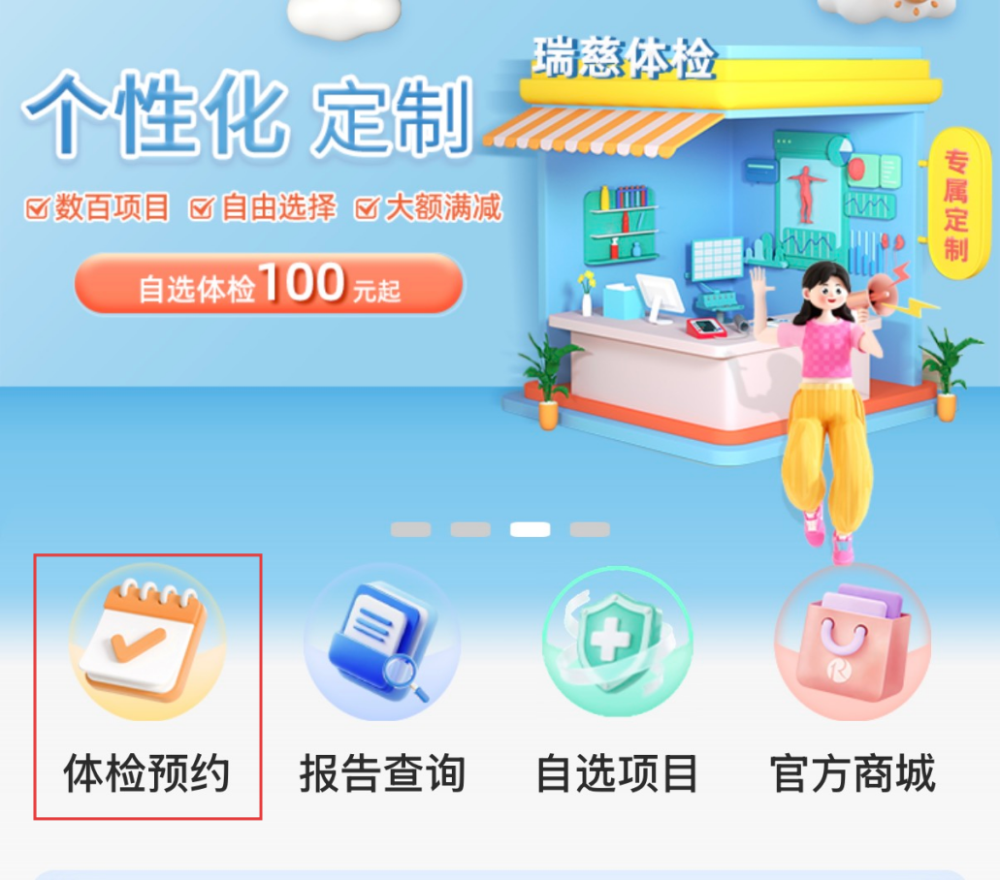 瑞慈体检
个性化 定制
专属定制
数百项目 自由选择 大额满减
自选体检100元起
体检预约 报告查询 自选项目 官方商城